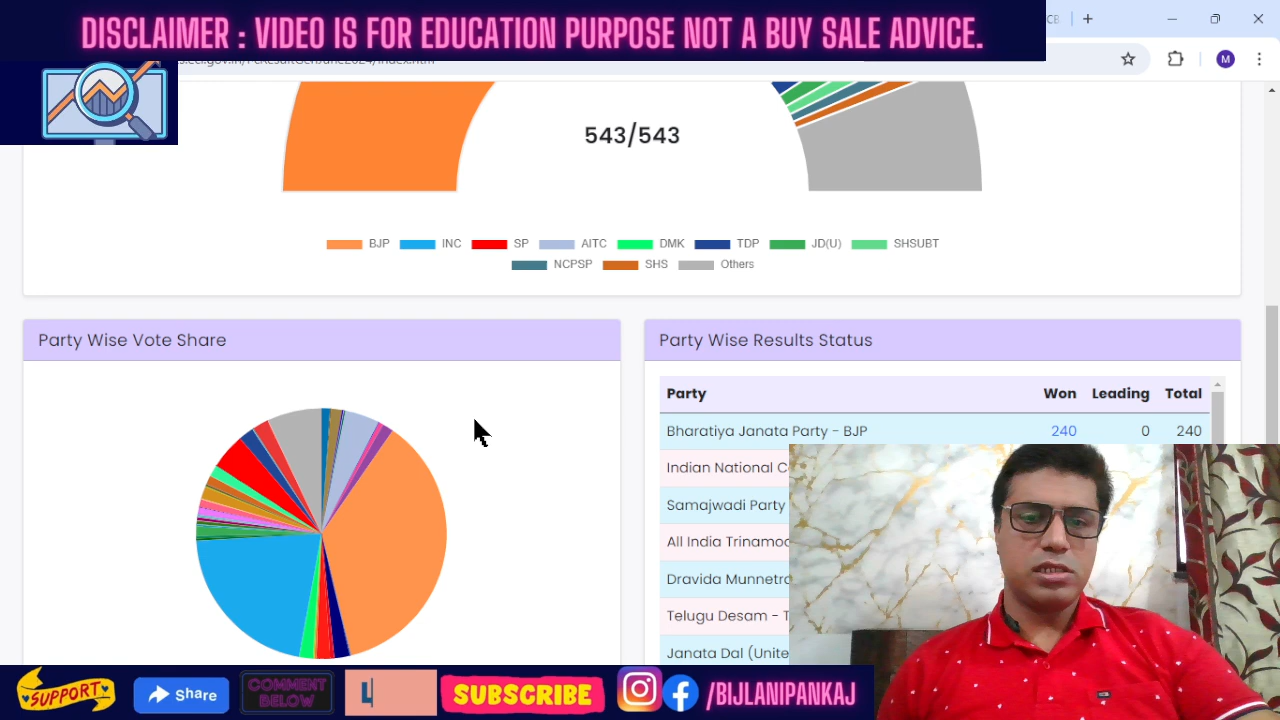 DISCLAIMER : VIDEO IS FOR EDUCATION PURPOSE NOT A BUY SALE ADVICE.
M
543/543
BJP INC SP AITC DMK TDP JD(U) SHSUBT
NCPSP SHS Others
Party Wise Vote Share
Party Wise Results Status
Party Won Leading Total
Bharatiya Janata Party - BJP 240 0 240
Indian National C
Samajwadi Party
All India Trinamoo
Dravida Munnetra
Telugu Desam - T
Janata Dal (Unite
SUPPORT
Share
COMMENT
BELOW
L
SUBSCRIBE
/BIJLANIPANKAJ